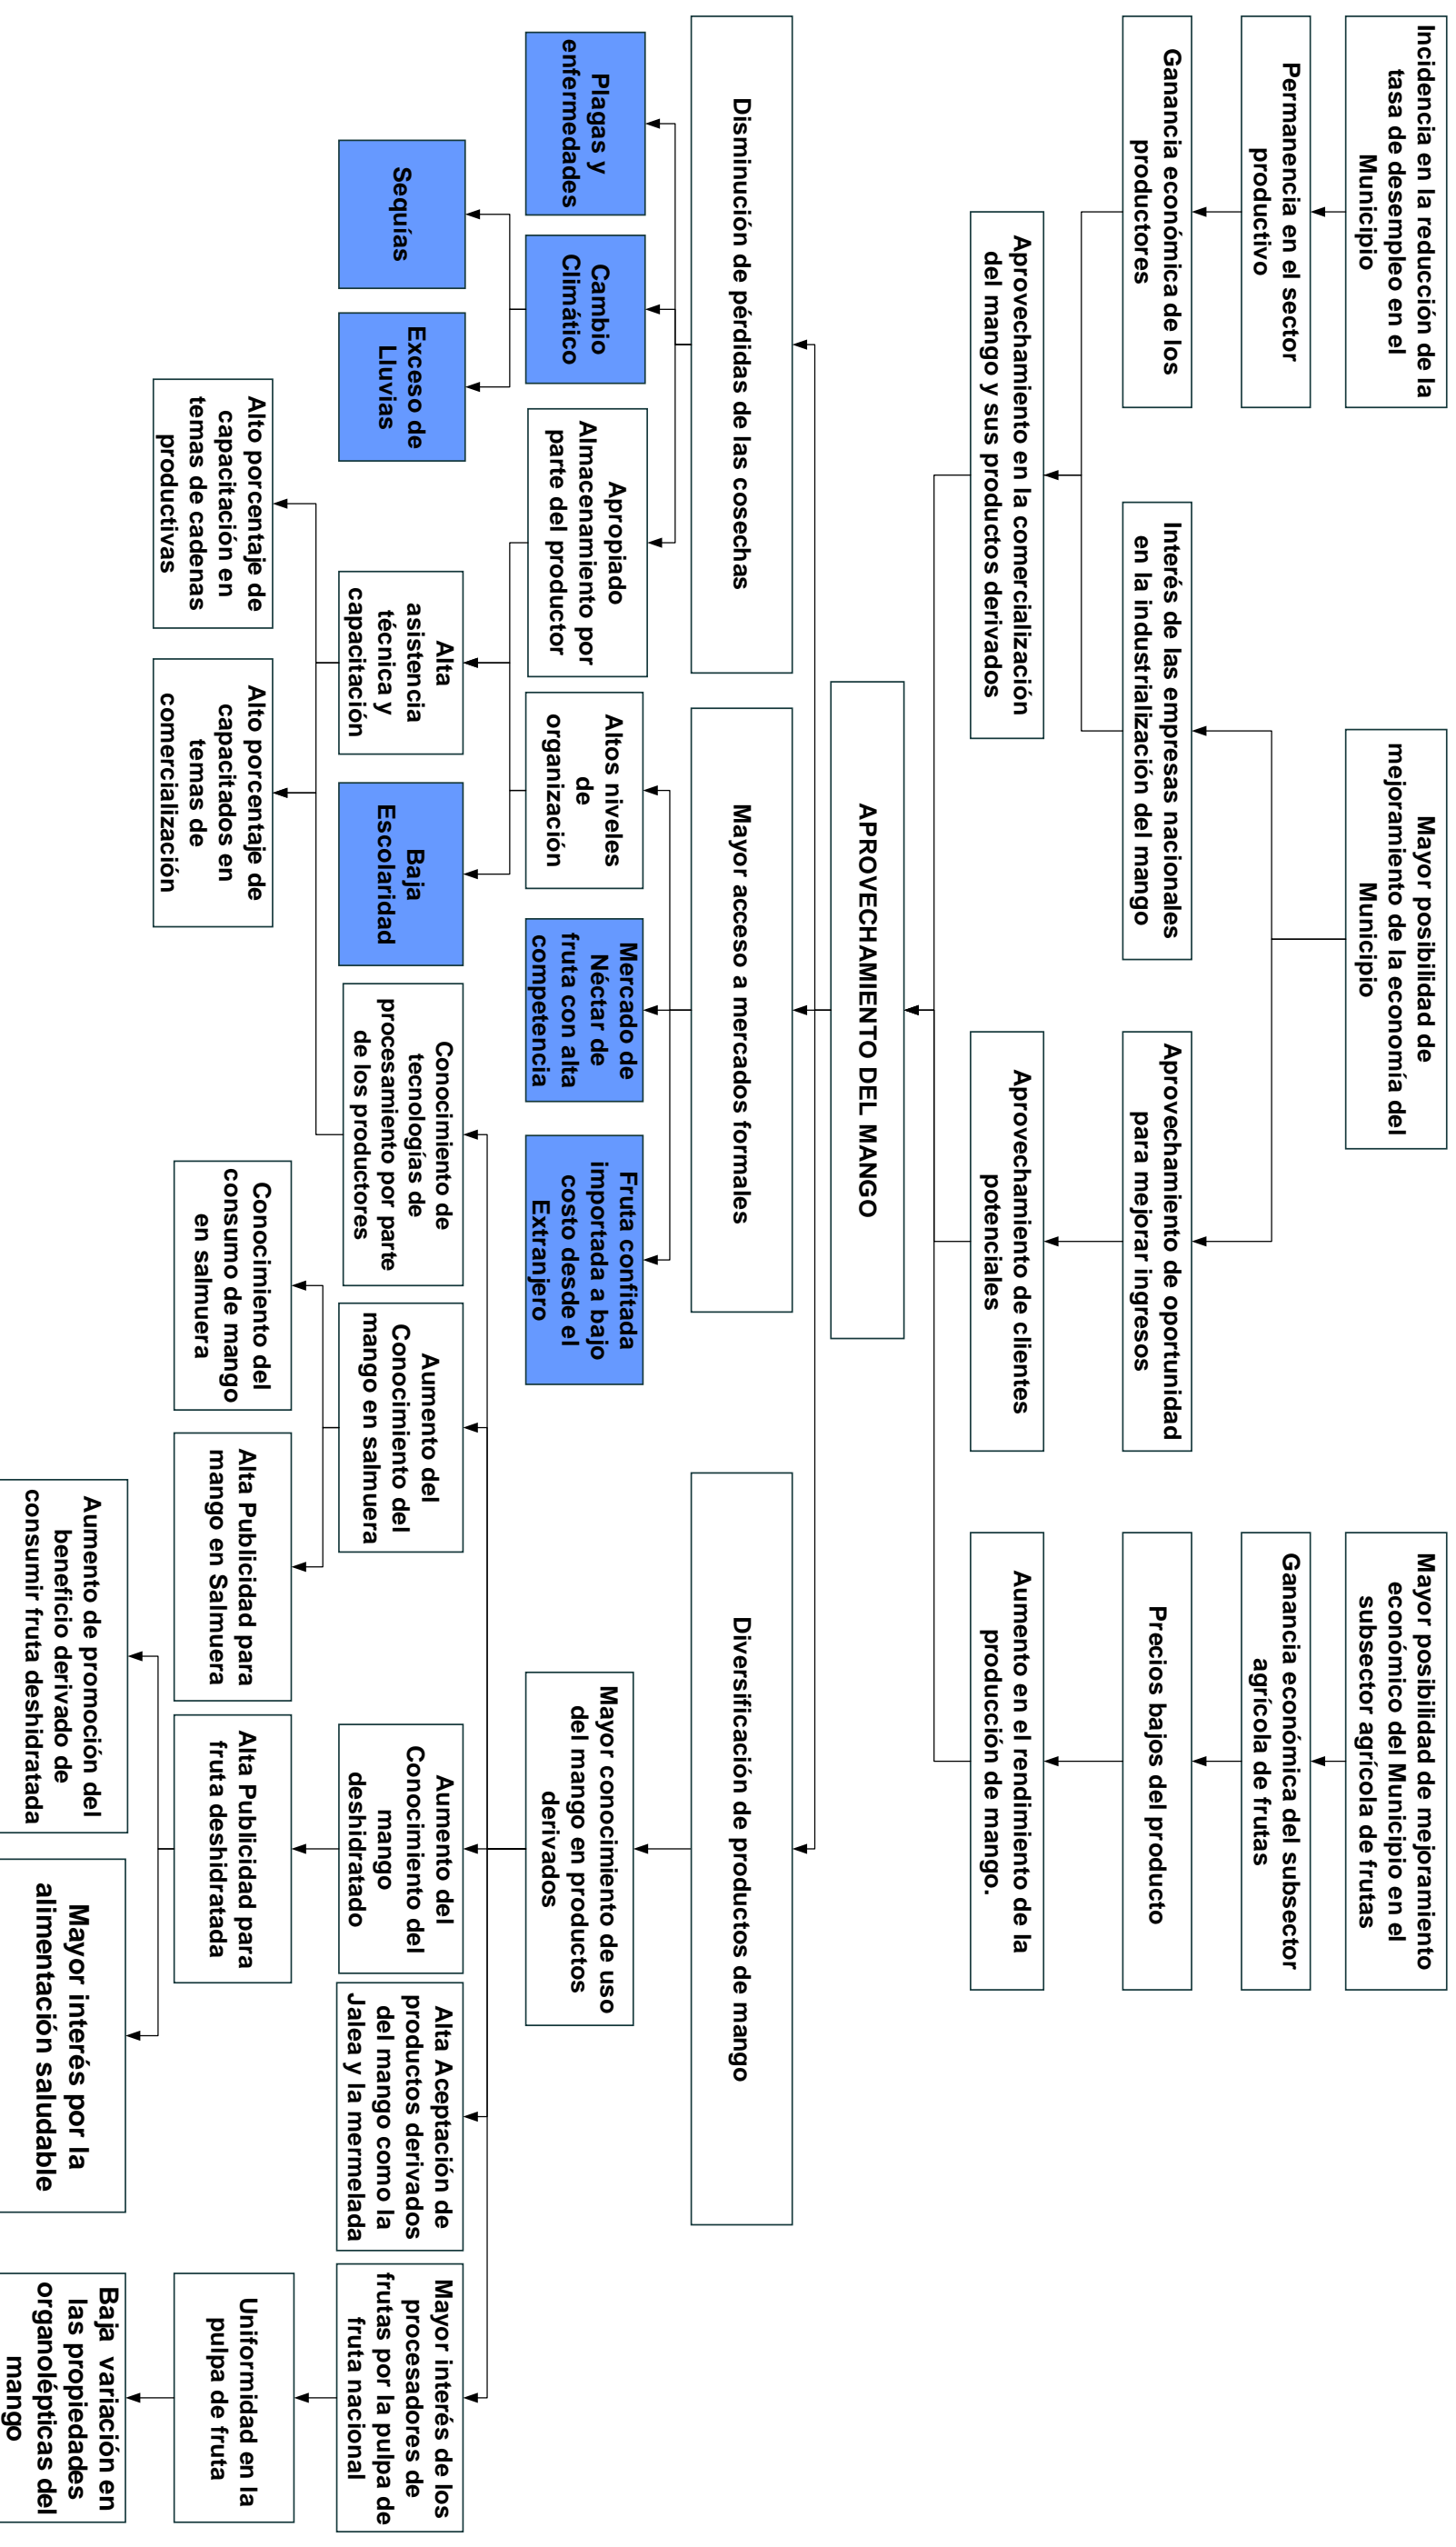 Incidencia en la reducción de la
tasa de desempleo en el
Municipio
Mayor posibilidad de
mejoramiento de la economía del
Municipio
Mayor posibilidad de mejoramiento
económico del Municipio en el
subsector agrícola de frutas
Permanencia en el sector
productivo
Ganancia económica del subsector
agrícola de frutas
Ganancia económica de los
productores
Interés de las empresas nacionales
en la industrialización del mango
Aprovechamiento de oportunidad
para mejorar ingresos
Precios bajos del producto
Aprovechamiento en la comercialización
del mango y sus productos derivados
Aprovechamiento de clientes
potenciales
Aumento en el rendimiento de la
producción de mango.
APROVECHAMIENTO DEL MANGO
Disminución de pérdidas de las cosechas
Mayor acceso a mercados formales
Diversificación de productos de mango
Plagas y
enfermedades
Cambio
Climático
Apropiado
Almacenamiento por
parte del productor
Altos niveles
de
organización
Mercado de
Néctar de
fruta con alta
competencia
Fruta confitada
importada a bajo
costo desde el
Extranjero
Mayor conocimiento de uso
del mango en productos
derivados
Sequías
Exceso de
Lluvias
Alta
asistencia
técnica y
capacitación
Baja
Escolaridad
Conocimiento de
tecnologías de
procesamiento por parte
de los productores
Aumento del
Conocimiento del
mango en salmuera
Aumento del
Conocimiento del
mango
deshidratado
Alta Aceptación de
productos derivados
del mango como la
Jalea y la mermelada
Mayor interés de los
procesadores de
frutas por la pulpa de
fruta nacional
Alto porcentaje de
capacitación en
temas de cadenas
productivas
Alto porcentaje de
capacitados en
temas de
comercialización
Conocimiento del
consumo de mango
en salmuera
Alta Publicidad para
mango en Salmuera
Alta Publicidad para
fruta deshidratada
Uniformidad en la
pulpa de fruta
Aumento de promoción del
beneficio derivado de
consumir fruta deshidratada
Mayor interés por la
alimentación saludable
Baja variación en
las propiedades
organolépticas del
mango